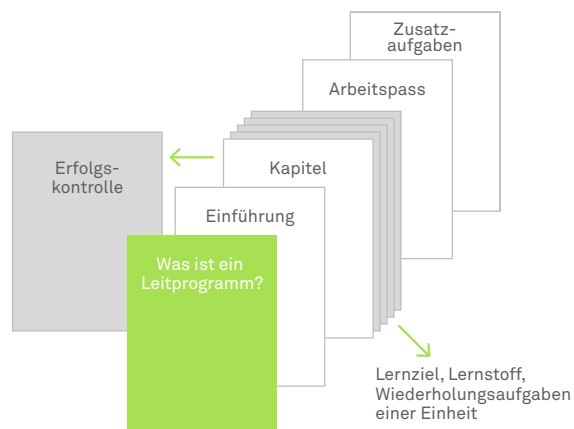 Zusatz-
aufgaben
Arbeitspass
Kapitel
Erfolgs-
kontrolle
Einführung
Was ist ein
Leitprogramm?
Lernziel, Lernstoff,
Wiederholungsaufgaben
einer Einheit